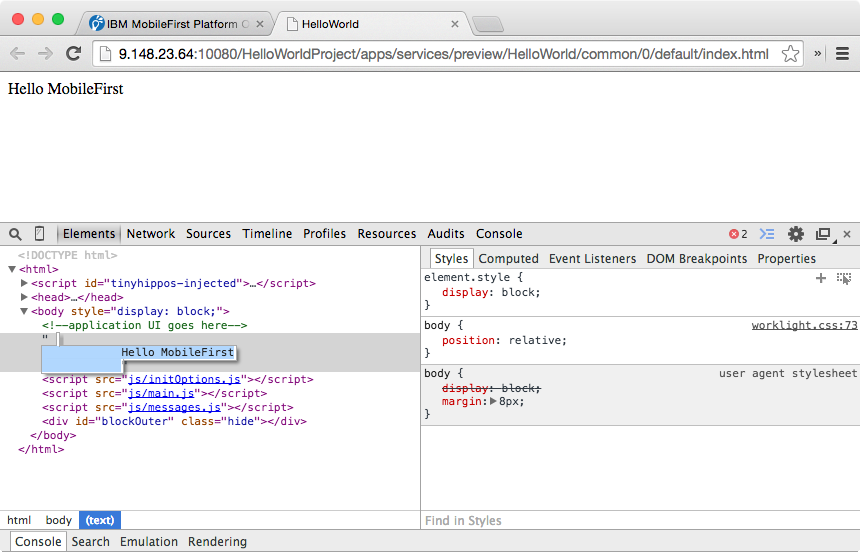 IBM MobileFirst Platform O
HelloWorld
9.148.23.64:10080/HelloWorldProject/apps/services/preview/HelloWorld/common/0/default/index.html
»
Hello MobileFirst
Elements Network Sources Timeline Profiles Resources Audits Console
2
<!DOCTYPE html>
<html>
<script id="tinyhippos-injected">…</script>
<head>…</head>
<body style="display: block;">
<!--application UI goes here-->
"
Hello MobileFirst
<script src="js/initOptions.js"></script>
<script src="js/main.js"></script>
<script src="js/messages.js"></script>
<div id="blockOuter" class="hide"></div>
</body>
</html>
html body (text)
Styles Computed Event Listeners DOM Breakpoints Properties
element.style {
display: block;
}
body {
worklight.css:73
position: relative;
}
body {
user agent stylesheet
display: block;
margin: 8px;
}
Find in Styles
Console Search Emulation Rendering